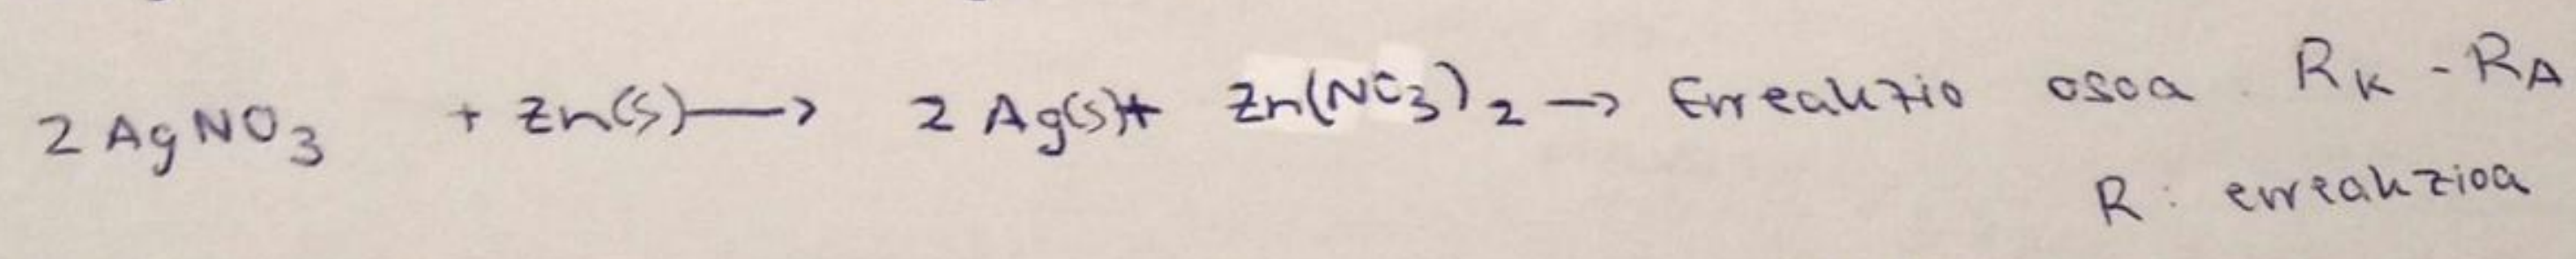 2 AgNO3 + Zn(s) → 2 Ag(s) + Zn(NO3)2 → Erreakzio osoa RK - RA
R: erreakzioa